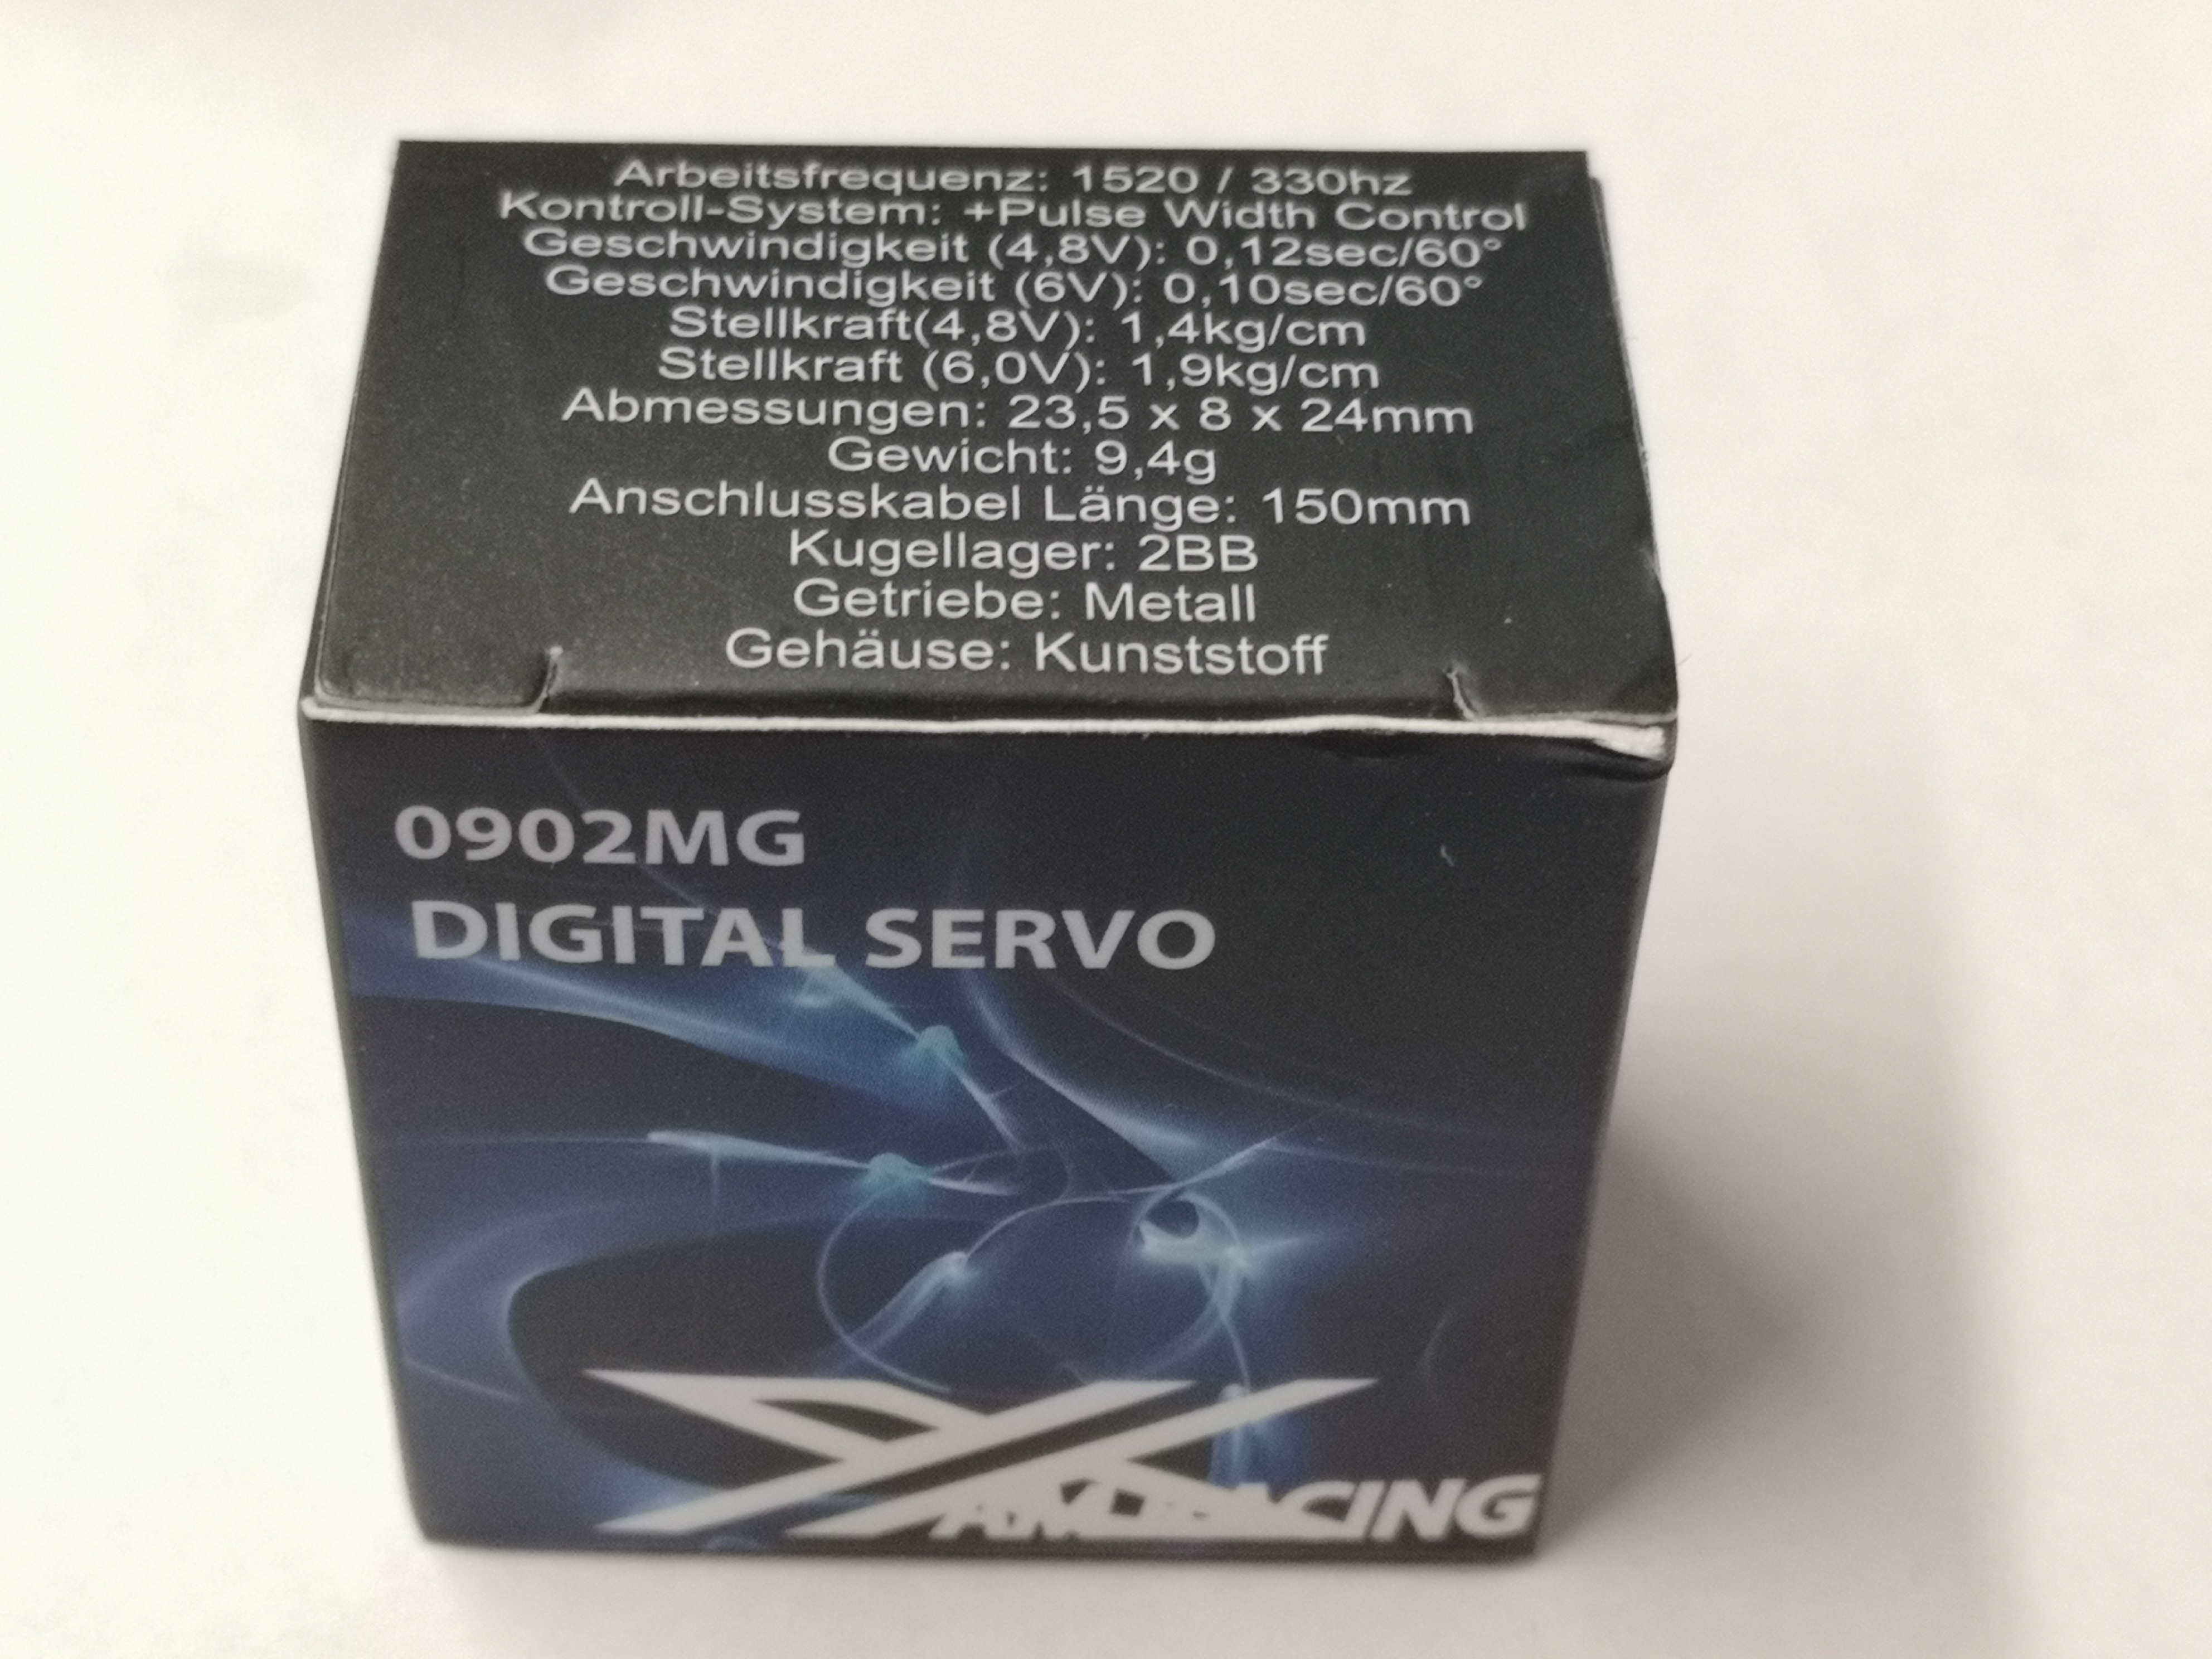 Arbeitsfrequenz: 1520 / 330hz
Kontroll-System: +Pulse Width Control
Geschwindigkeit (4,8V): 0,12sec/60°
Geschwindigkeit (6V): 0,10sec/60°
Stellkraft(4,8V): 1,4kg/cm
Stellkraft (6,0V): 1,9kg/cm
Abmessungen: 23,5 x 8 x 24mm
Gewicht: 9,4g
Anschlusskabel Länge: 150mm
Kugellager: 2BB
Getriebe: Metall
Gehäuse: Kunststoff
0902MG
DIGITAL SERVO